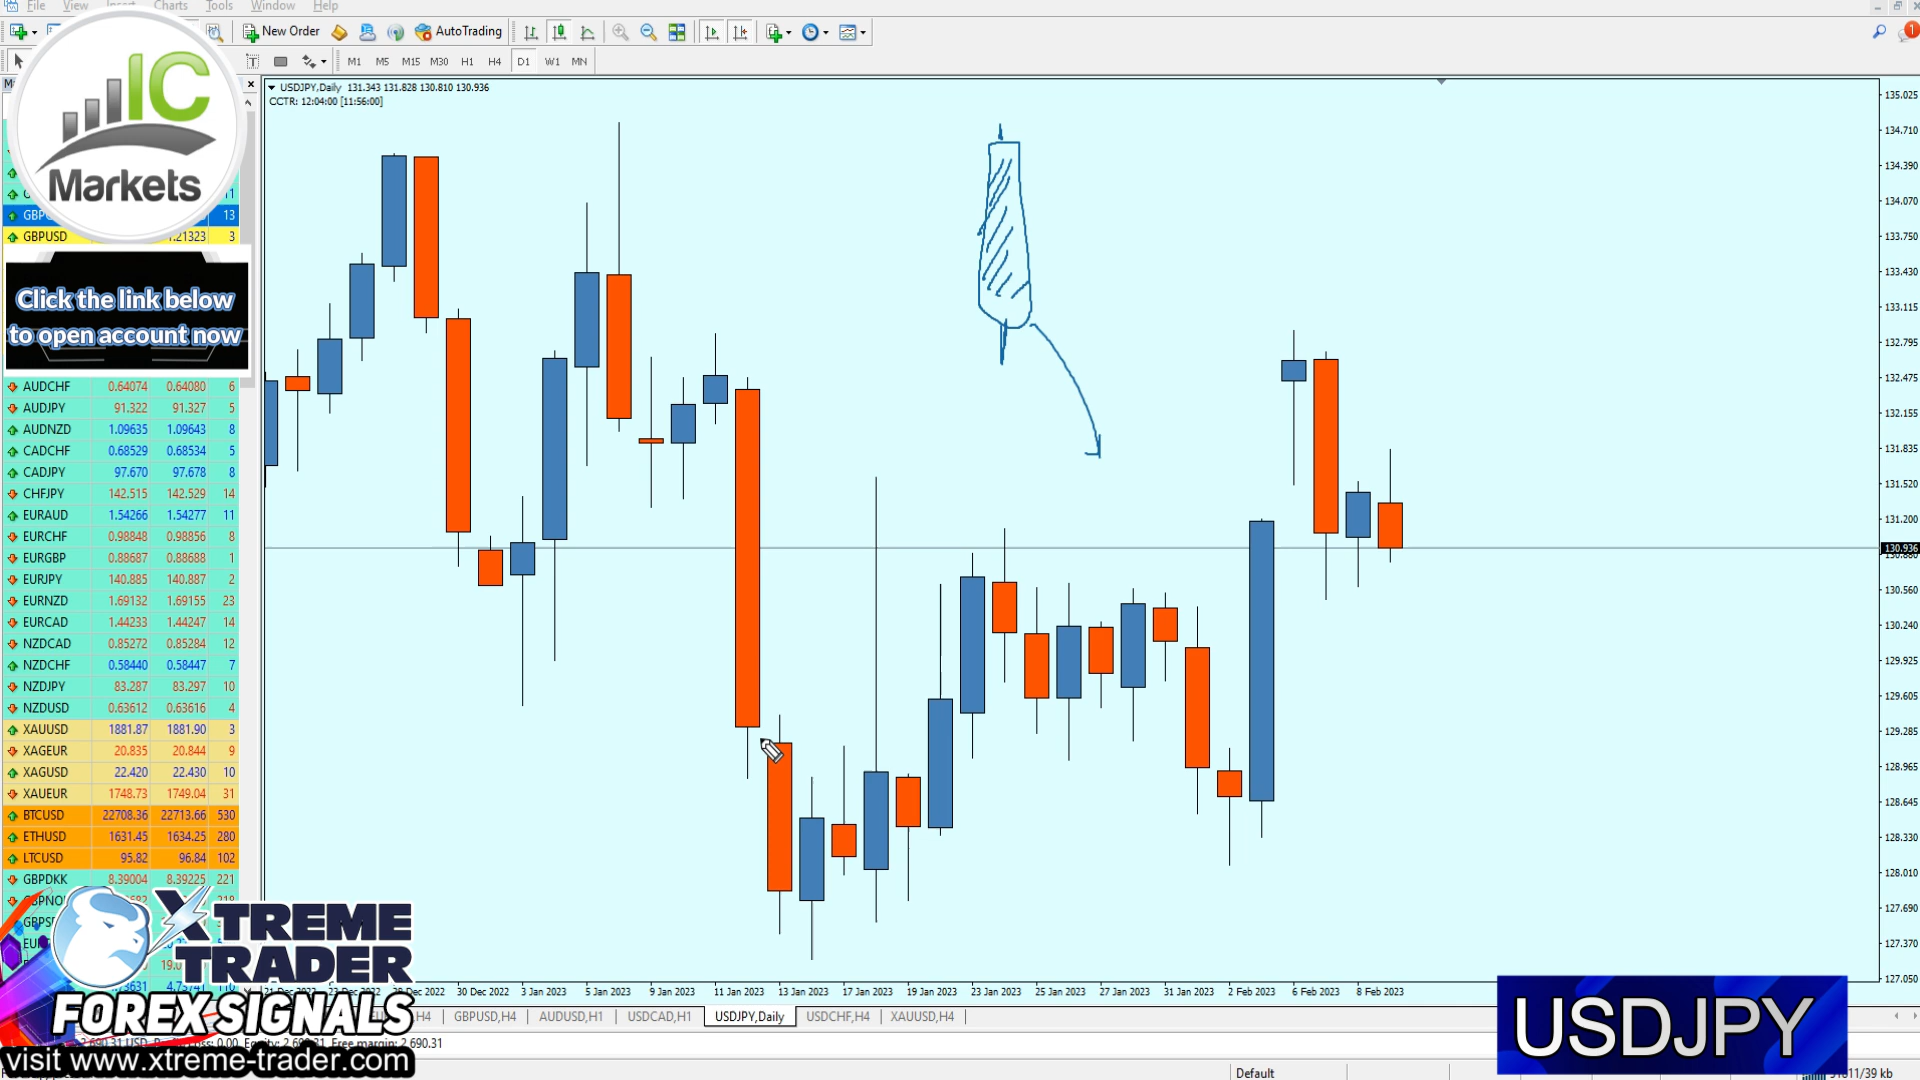 File View Insert Charts Tools Window Help
New Order AutoTrading
M1 M5 M15 M30 H1 H4 D1 W1 MN
USDJPY,Daily 131.343 131.828 130.810 130.936
CCTR: 12:04:00 [11:56:00]
IC
Markets
11
13
GBPUSD 1.21323 3
Click the link below
to open account now
AUDCHF 0.64074 0.64080 6
AUDJPY 91.322 91.327 5
AUDNZD 1.09635 1.09643 8
CADCHF 0.68529 0.68534 5
CADJPY 97.670 97.678 8
CHFJPY 142.515 142.529 14
EURAUD 1.54266 1.54277 11
EURCHF 0.98848 0.98856 8
EURGBP 0.88687 0.88688 1
EURJPY 140.885 140.887 2
EURNZD 1.69132 1.69155 23
EURCAD 1.44233 1.44247 14
NZDCAD 0.85272 0.85284 12
NZDCHF 0.58440 0.58447 7
NZDJPY 83.287 83.297 10
NZDUSD 0.63612 0.63616 4
XAUUSD 1881.87 1881.90 3
XAGEUR 20.835 20.844 9
XAGUSD 22.420 22.430 10
XAUEUR 1748.73 1749.04 31
BTCUSD 22708.36 22713.66 530
ETHUSD 1631.45 1634.25 280
LTCUSD 95.82 96.84 102
GBPDKK 8.39004 8.39225 221
XTREME
TRADER
FOREX SIGNALS
visit www.xtreme-trader.com
135.025
134.710
134.390
134.070
133.750
133.430
133.115
132.795
132.475
132.155
131.835
131.520
131.200
130.936
130.560
130.240
129.925
129.605
129.285
128.965
128.645
128.330
128.010
127.690
127.370
127.050
30 Dec 2022 3 Jan 2023 5 Jan 2023 9 Jan 2023 11 Jan 2023 13 Jan 2023 17 Jan 2023 19 Jan 2023 23 Jan 2023 25 Jan 2023 27 Jan 2023 31 Jan 2023 2 Feb 2023 6 Feb 2023 8 Feb 2023
GBPUSD,H4 AUDUSD,H1 USDCAD,H1 USDJPY,Daily USDCHF,H4 XAUUSD,H4
Free margin: 2 690.31
USDJPY
Default